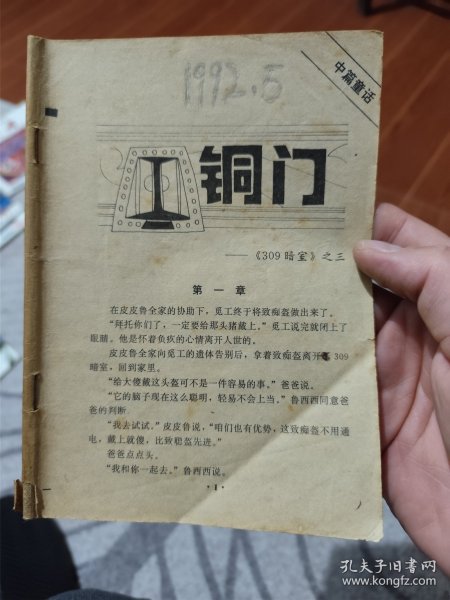 1992.5
中篇童话
铜门
——《309暗室》之三
第一章
在皮皮鲁全家的协助下，觅工终于将致痴盔做出来了。
“拜托你们了，一定要给那头猪戴上。”觅工说完就闭上了
眼睛。他是怀着负疚的心情离开人世的。
皮皮鲁全家向觅工的遗体告别后，拿着致痴盔离开309
暗室，回到家里。
“给大傻戴这头盔可不是一件容易的事。”爸爸说。
“它的脑子现在这么聪明，轻易不会上当。”鲁西西同意爸
爸的判断
“我去试试。”皮皮鲁说，“咱们也有优势，这致痴盔不用通
电，戴上就傻，比致聪盔先进。”
爸爸点点头。
“我和你一起去。”鲁西西说。
·1·
孔夫子旧书网
www.kongfz.com